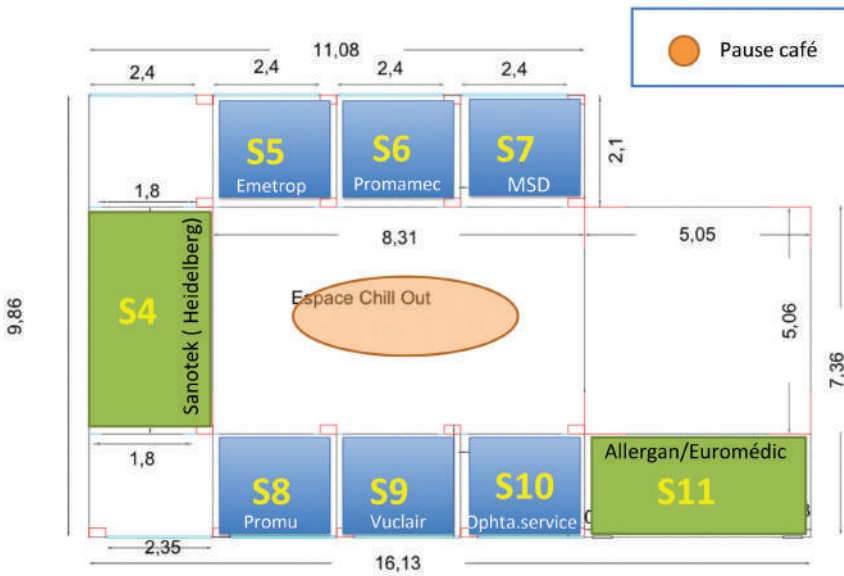 Pause café
11,08
2,4
2,4
2,4
2,4
S5
Emetrop
S6
Promamec
S7
MSD
2,1
1,8
8,31
5,05
9,86
S4
Sanotek ( Heidelberg)
Espace Chill Out
5,06
7,36
1,8
S8
Promu
S9
Vuclair
S10
Ophta.service
Allergan/Euromédic
S11
2,35
16,13